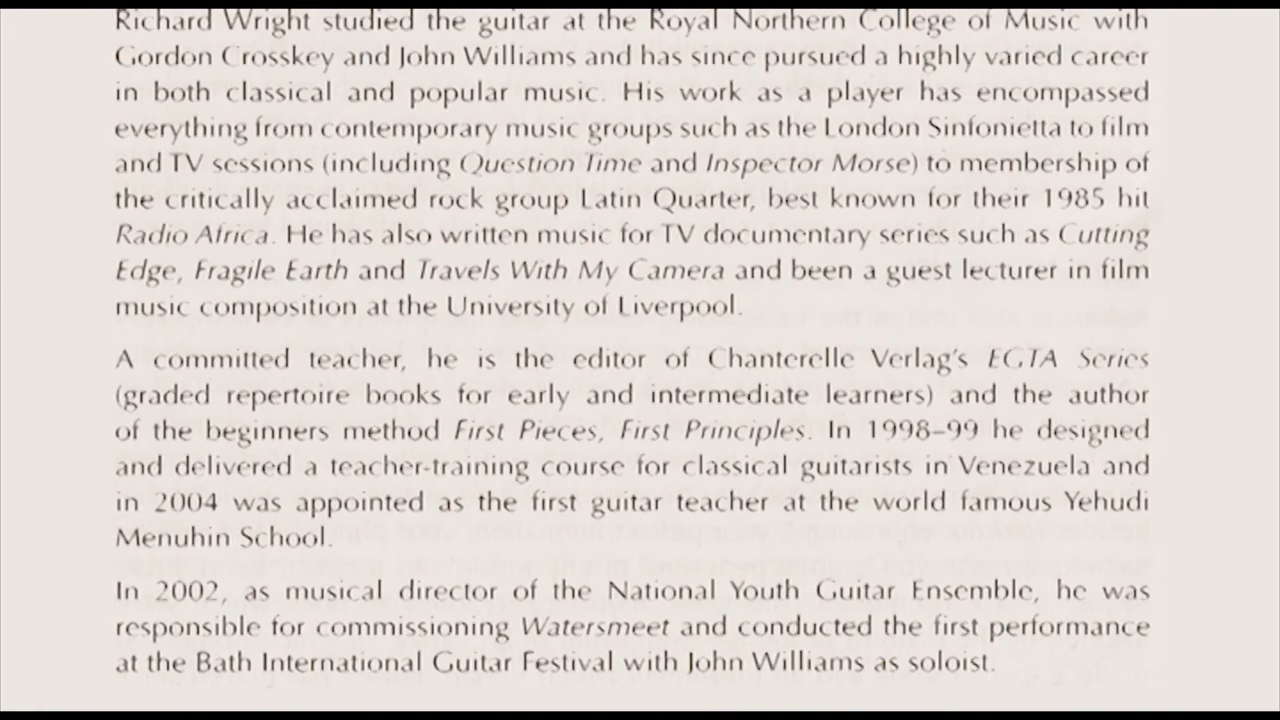 Richard Wright studied the guitar at the Royal Northern College of Music with
Gordon Crosskey and John Williams and has since pursued a highly varied career
in both classical and popular music. His work as a player has encompassed
everything from contemporary music groups such as the London Sinfonietta to film
and TV sessions (including Question Time and Inspector Morse) to membership of
the critically acclaimed rock group Latin Quarter, best known for their 1985 hit
Radio Africa. He has also written music for TV documentary series such as Cutting
Edge, Fragile Earth and Travels With My Camera and been a guest lecturer in film
music composition at the University of Liverpool.
A committed teacher, he is the editor of Chanterelle Verlag's EGTA Series
(graded repertoire books for early and intermediate learners) and the author
of the beginners method First Pieces, First Principles. In 1998–99 he designed
and delivered a teacher-training course for classical guitarists in Venezuela and
in 2004 was appointed as the first guitar teacher at the world famous Yehudi
Menuhin School.
In 2002, as musical director of the National Youth Guitar Ensemble, he was
responsible for commissioning Watersmeet and conducted the first performance
at the Bath International Guitar Festival with John Williams as soloist.